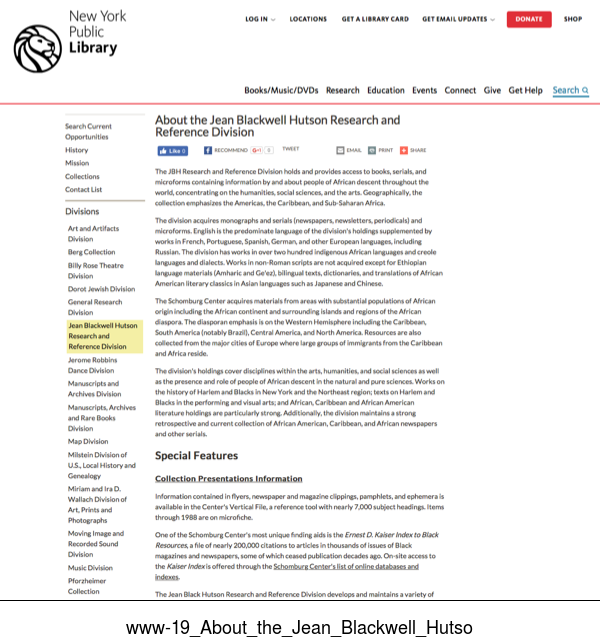 New York
Public
Library
LOG IN
LOCATIONS
GET A LIBRARY CARD
GET EMAIL UPDATES
DONATE
SHOP
Books/Music/DVDs Research Education Events Connect Give Get Help Search
Search Current
Opportunities
History
Mission
Collections
Contact List
Divisions
Art and Artifacts
Division
Berg Collection
Billy Rose Theatre
Division
Dorot Jewish Division
General Research
Division
Jean Blackwell Hutson
Research and
Reference Division
Jerome Robbins
Dance Division
Manuscripts and
Archives Division
Manuscripts, Archives
and Rare Books
Division
Map Division
Milstein Division of
U.S., Local History and
Genealogy
Miriam and Ira D.
Wallach Division of
Art, Prints and
Photographs
Moving Image and
Recorded Sound
Division
Music Division
Pforzheimer
Collection
About the Jean Blackwell Hutson Research and
Reference Division
Like 0 RECOMMEND G+1 0 TWEET EMAIL PRINT SHARE
The JBH Research and Reference Division holds and provides access to books, serials, and
microforms containing information by and about people of African descent throughout the
world, concentrating on the humanities, social sciences, and the arts. Geographically, the
collection emphasizes the Americas, the Caribbean, and Sub-Saharan Africa.
The division acquires monographs and serials (newspapers, newsletters, periodicals) and
microforms. English is the predominate language of the division's holdings supplemented by
works in French, Portuguese, Spanish, German, and other European languages, including
Russian. The division has works in over two hundred indigenous African languages and creole
languages and dialects. Works in non-Roman scripts are not acquired except for Ethiopian
language materials (Amharic and Ge'ez), bilingual texts, dictionaries, and translations of African
American literary classics in Asian languages such as Japanese and Chinese.
The Schomburg Center acquires materials from areas with substantial populations of African
origin including the African continent and surrounding islands and regions of the African
diaspora. The diasporan emphasis is on the Western Hemisphere including the Caribbean,
South America (notably Brazil), Central America, and North America. Resources are also
collected from the major cities of Europe where large groups of immigrants from the Caribbean
and Africa reside.
The division's holdings cover disciplines within the arts, humanities, and social sciences as well
as the presence and role of people of African descent in the natural and pure sciences. Works on
the history of Harlem and Blacks in New York and the Northeast region; texts on Harlem and
Blacks in the performing and visual arts; and African, Caribbean and African American
literature holdings are particularly strong. Additionally, the division maintains a strong
retrospective and current collection of African American, Caribbean, and African newspapers
and other serials.
Special Features
Collection Presentations Information
Information contained in flyers, newspaper and magazine clippings, pamphlets, and ephemera is
available in the Center's Vertical File, a reference tool with nearly 7,000 subject headings. Items
through 1988 are on microfiche.
One of the Schomburg Center's most unique finding aids is the Ernest D. Kaiser Index to Black
Resources, a file of nearly 200,000 citations to articles in thousands of issues of Black
magazines and newspapers, some of which ceased publication decades ago. On-site access to
the Kaiser Index is offered through the Schomburg Center's list of online databases and
indexes.
The Jean Black Hutson Research and Reference Division develops and maintains a variety of
www-19_About_the_Jean_Blackwell_Hutso